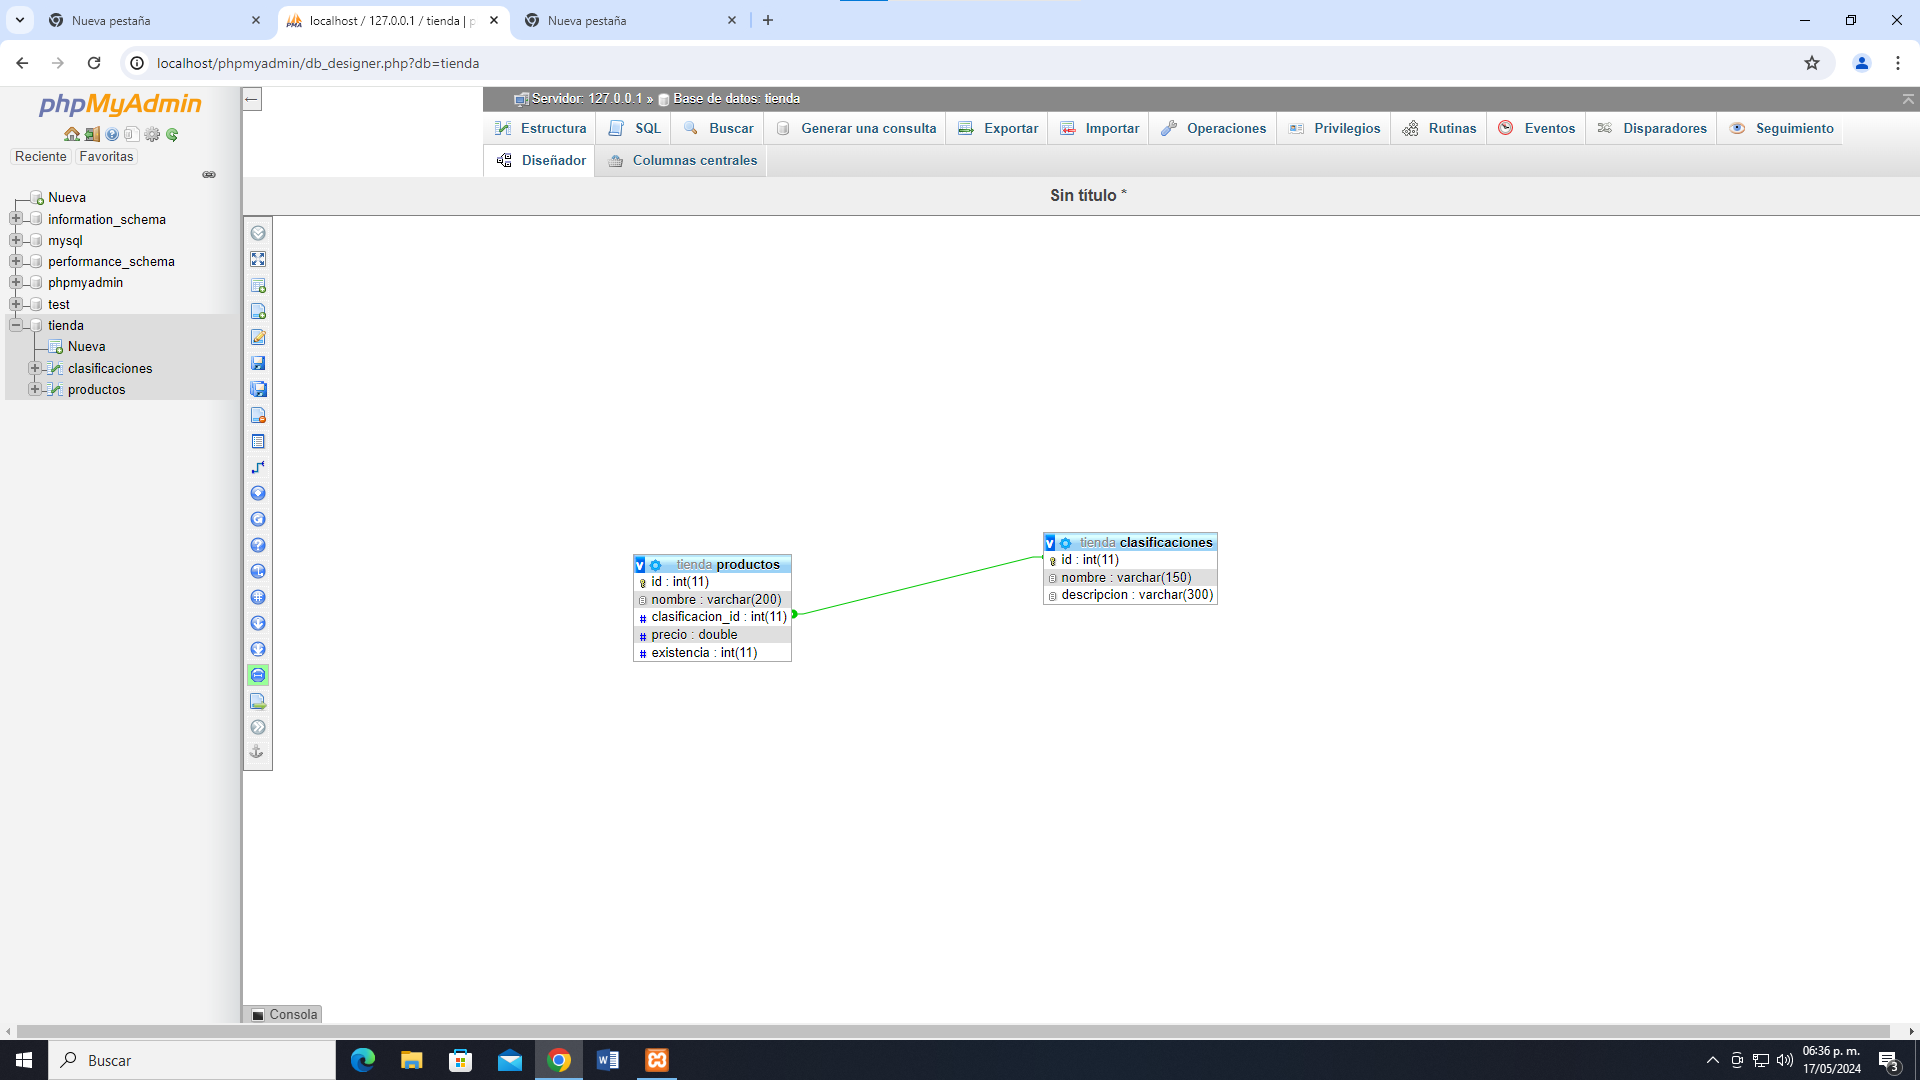 Nueva pestaña
localhost / 127.0.0.1 / tienda | p
Nueva pestaña
localhost/phpmyadmin/db_designer.php?db=tienda
phpMyAdmin
Reciente Favoritas
Nueva
information_schema
mysql
performance_schema
phpmyadmin
test
tienda
Nueva
clasificaciones
productos
Servidor: 127.0.0.1 » Base de datos: tienda
Estructura SQL Buscar Generar una consulta Exportar Importar Operaciones Privilegios Rutinas Eventos Disparadores Seguimiento
Diseñador Columnas centrales
Sin título *
tienda productos
id : int(11)
nombre : varchar(200)
# clasificacion_id : int(11)
# precio : double
# existencia : int(11)
tienda clasificaciones
id : int(11)
nombre : varchar(150)
descripcion : varchar(300)
Consola
Buscar
06:36 p. m.
17/05/2024
3